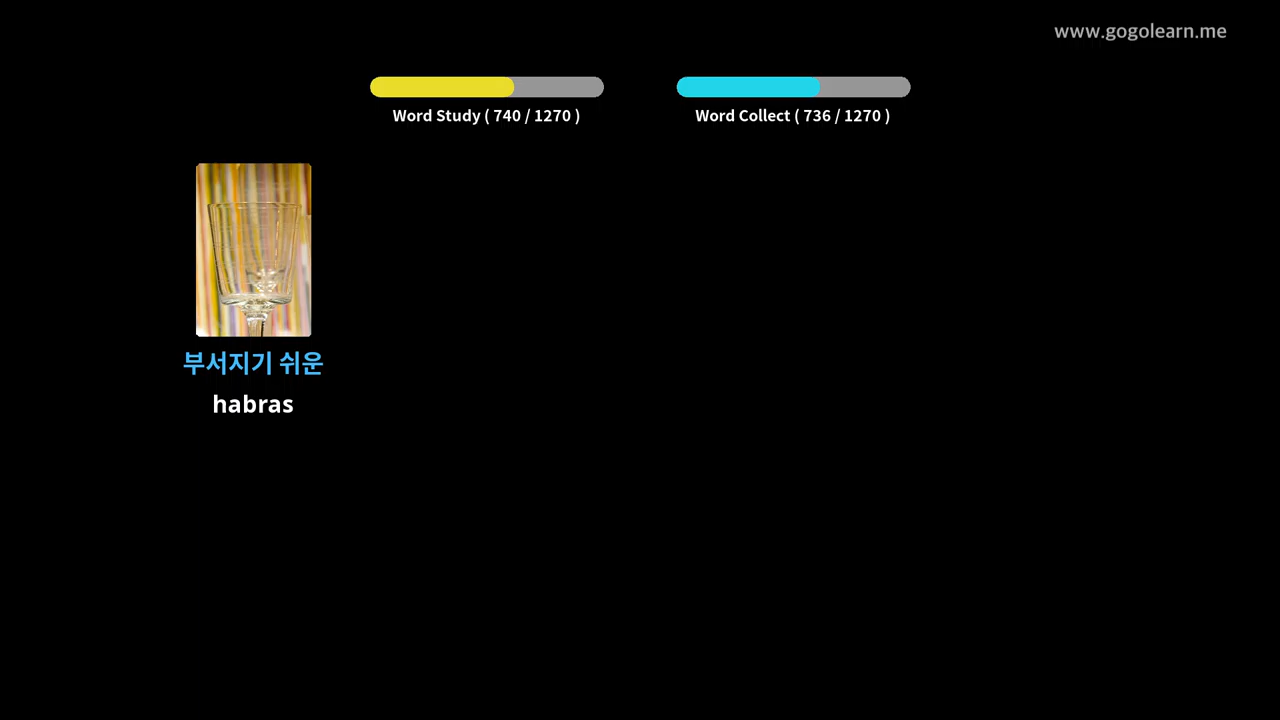 www.gogolearn.me
Word Study ( 740 / 1270 )
Word Collect ( 736 / 1270 )
부서지기 쉬운
habras